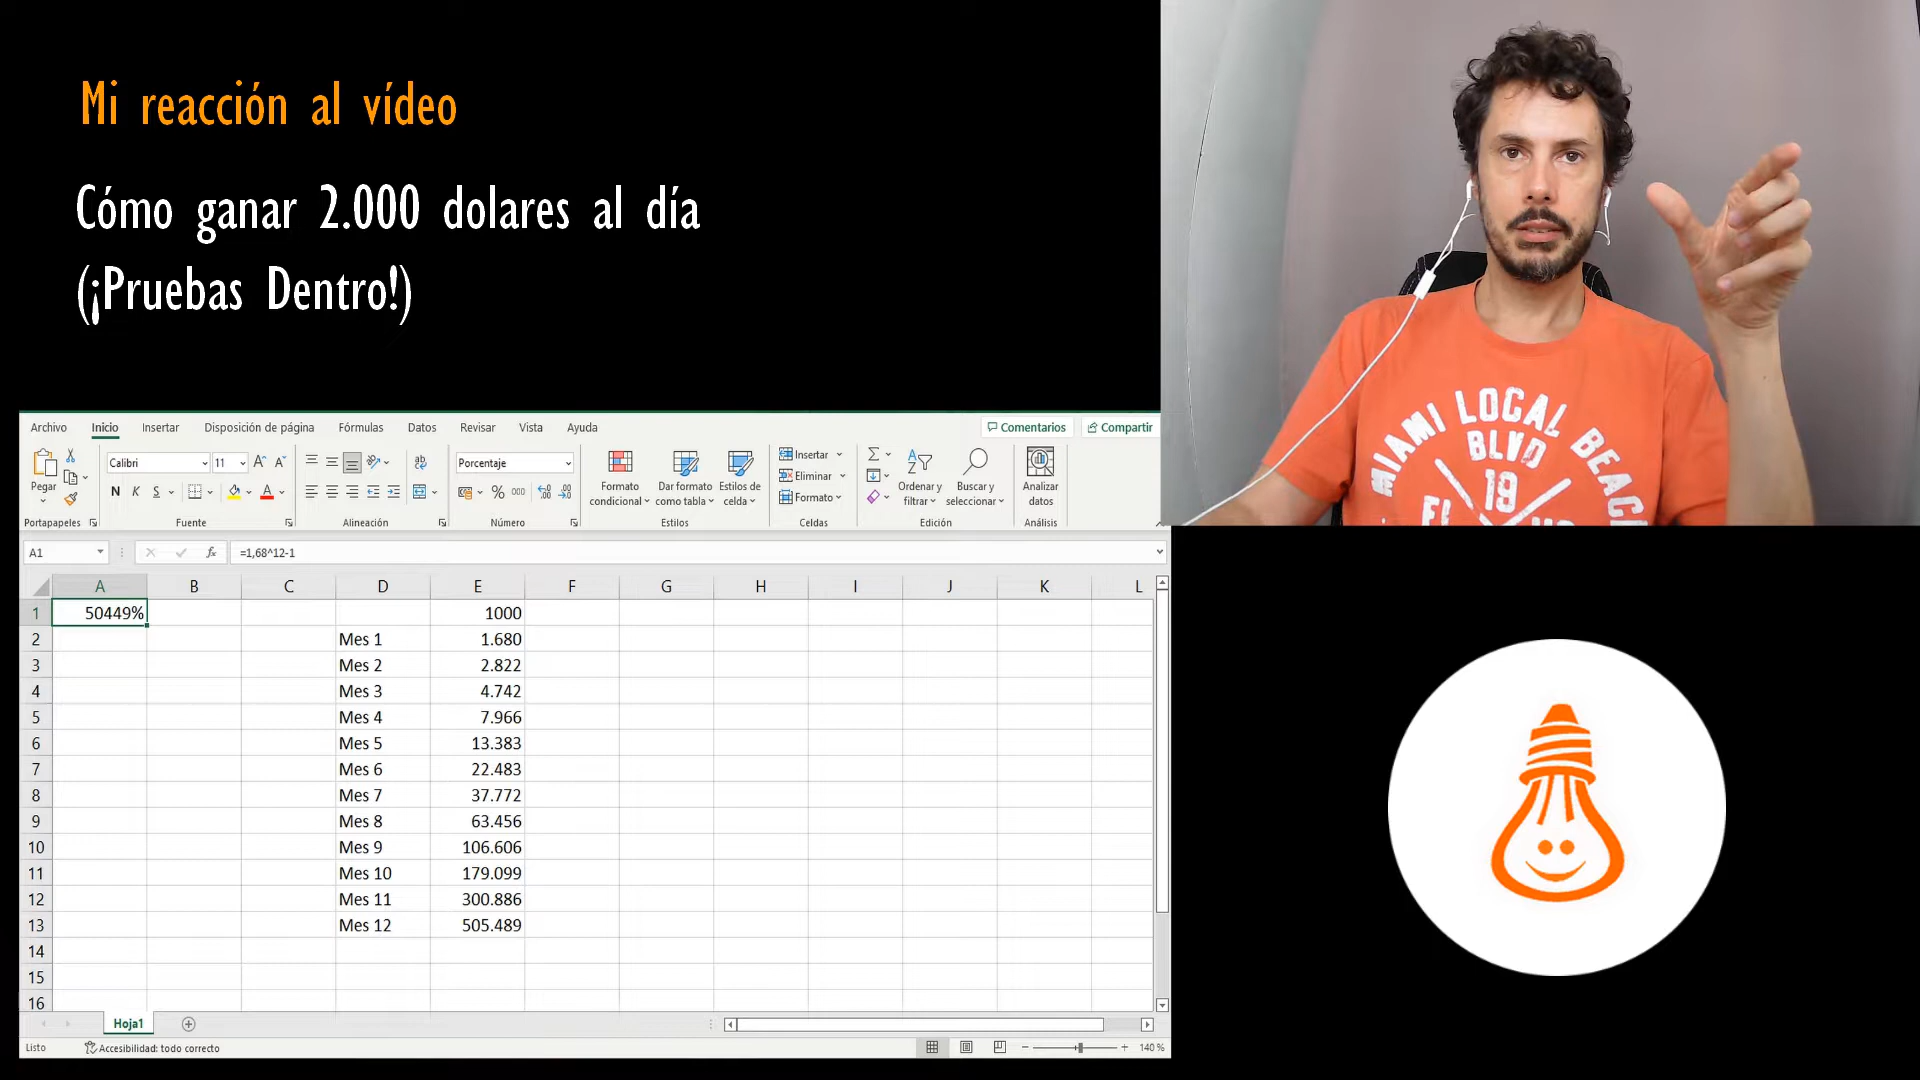 Mi reacción al vídeo
Cómo ganar 2.000 dolares al día
(¡Pruebas Dentro!)
MIAMI LOCAL BEACH
BLVD
19
Archivo Inicio Insertar Disposición de página Fórmulas Datos Revisar Vista Ayuda Comentarios Compartir
Calibri 11 A A ab Porcentaje Insertar
Pegar Formato condicional Dar formato como tabla Estilos de celda Eliminar Ordenar y filtrar Buscar y seleccionar Analizar datos
N K S A % 000 Formato
Portapapeles Fuente Alineación Número Estilos Celdas Edición Análisis
A1 fx =1,68^12-1
A B C D E F G H I J K L
1 50449% 1000
2 Mes 1 1.680
3 Mes 2 2.822
4 Mes 3 4.742
5 Mes 4 7.966
6 Mes 5 13.383
7 Mes 6 22.483
8 Mes 7 37.772
9 Mes 8 63.456
10 Mes 9 106.606
11 Mes 10 179.099
12 Mes 11 300.886
13 Mes 12 505.489
14
15
16
Hoja1
Listo Accesibilidad: todo correcto 140 %